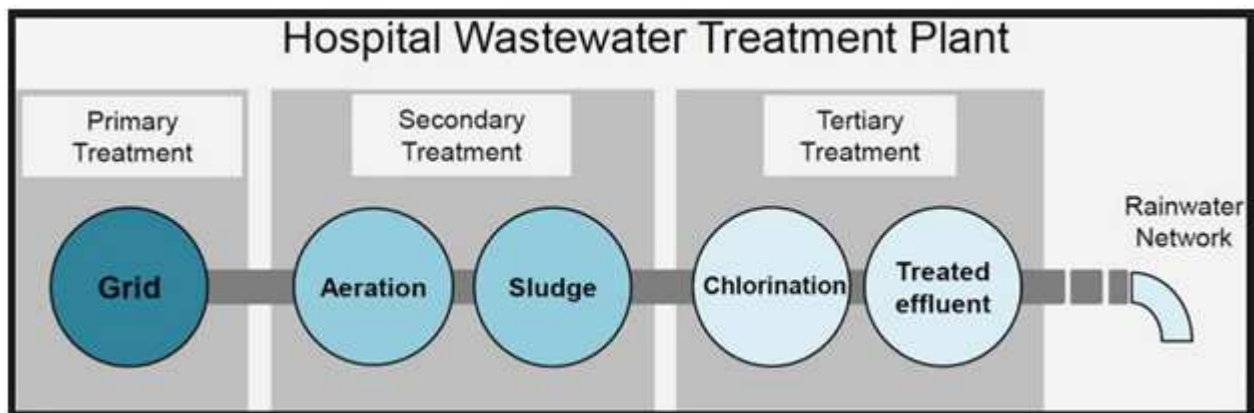 Hospital Wastewater Treatment Plant
Primary
Treatment
Secondary
Treatment
Tertiary
Treatment
Grid
Aeration
Sludge
Chlorination
Treated
effluent
Rainwater
Network